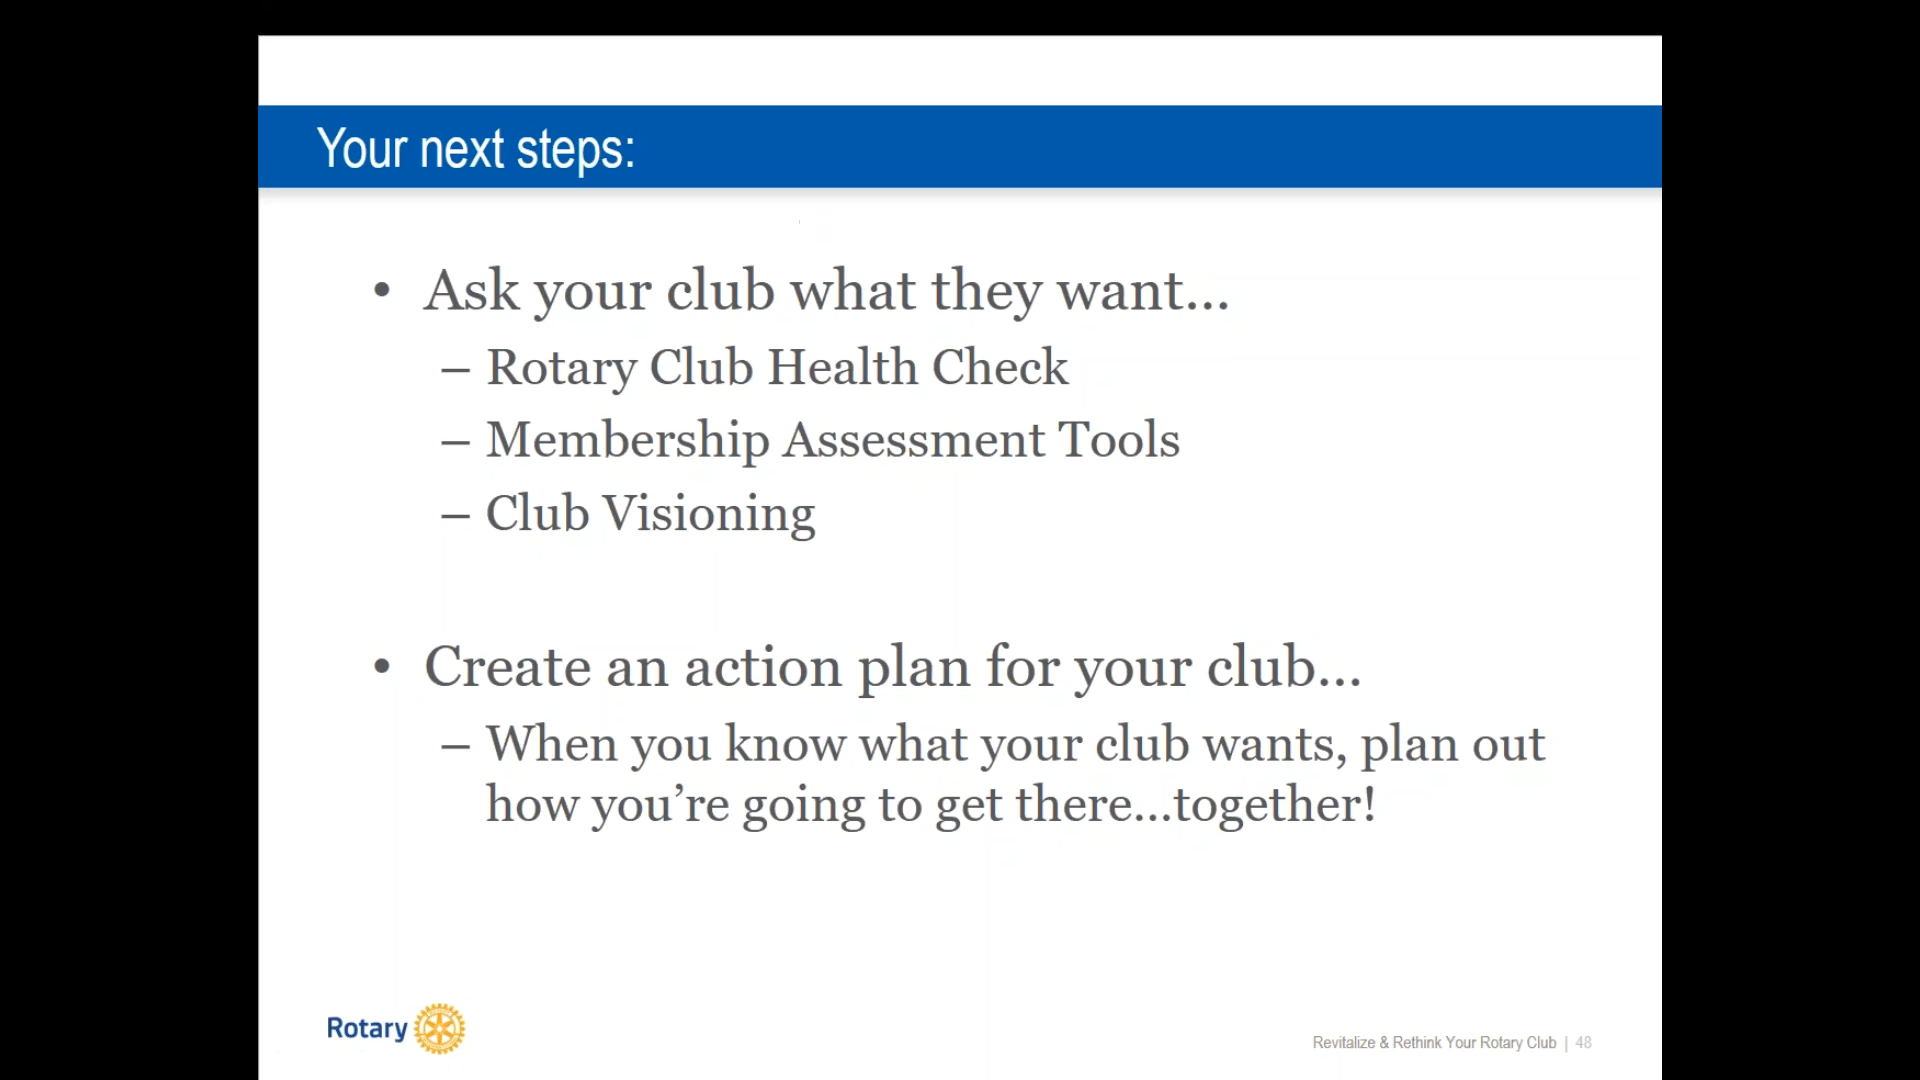 Your next steps:
• Ask your club what they want...
– Rotary Club Health Check
– Membership Assessment Tools
– Club Visioning
• Create an action plan for your club...
– When you know what your club wants, plan out
how you’re going to get there...together!
Rotary
Revitalize & Rethink Your Rotary Club | 48